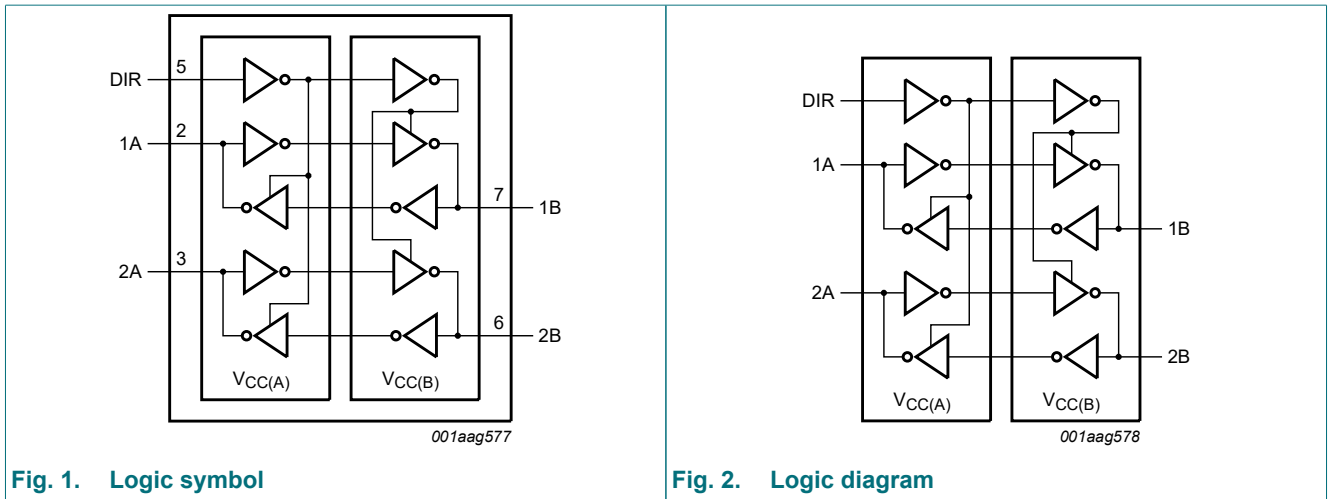 DIR
5
1A
2
7
1B
2A
3
6
2B
VCC(A)
VCC(B)
001aag577
Fig. 1. Logic symbol
DIR
1A
1B
2A
2B
VCC(A)
VCC(B)
001aag578
Fig. 2. Logic diagram